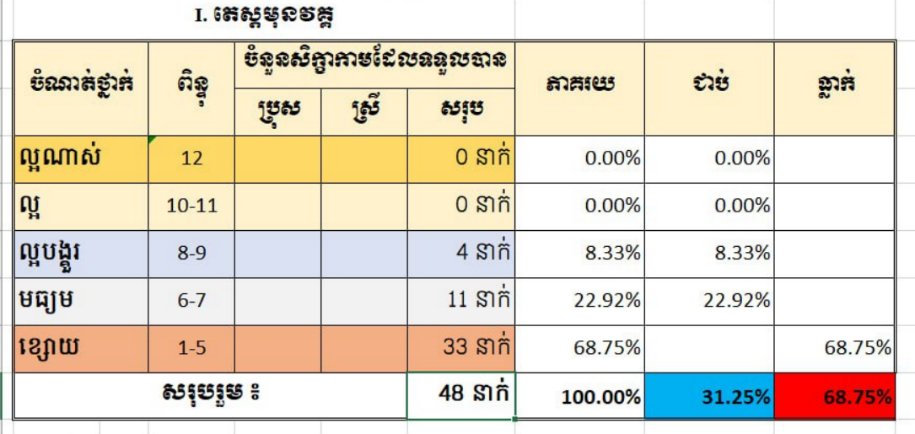 I. តេស្តមុនវគ្គ
ចំណាត់ថ្នាក់ ពិន្ទុ ចំនួនសិក្ខាកាមដែលទទួលបាន ភាគរយ ជាប់ ធ្លាក់
ប្រុស ស្រី សរុប
ល្អណាស់ 12 0 នាក់ 0.00% 0.00%
ល្អ 10-11 0 នាក់ 0.00% 0.00%
ល្អបង្គួរ 8-9 4 នាក់ 8.33% 8.33%
មធ្យម 6-7 11 នាក់ 22.92% 22.92%
ខ្សោយ 1-5 33 នាក់ 68.75% 68.75%
សរុបរួម ៖ 48 នាក់ 100.00% 31.25% 68.75%